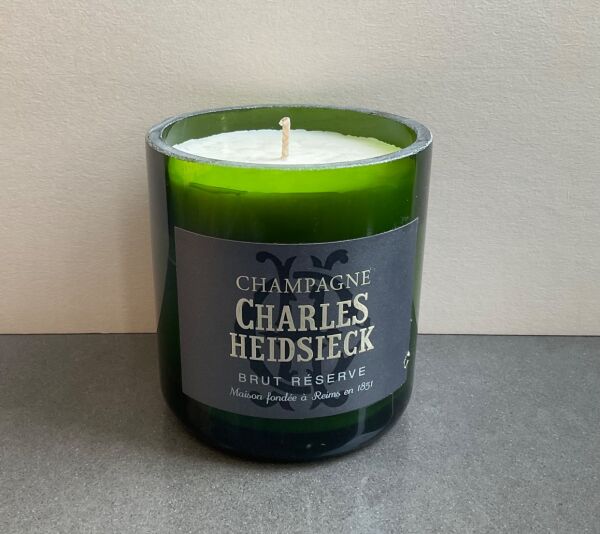 CHAMPAGNE
CHARLES
HEIDSIECK
BRUT RÉSERVE
Maison fondée à Reims en 1851